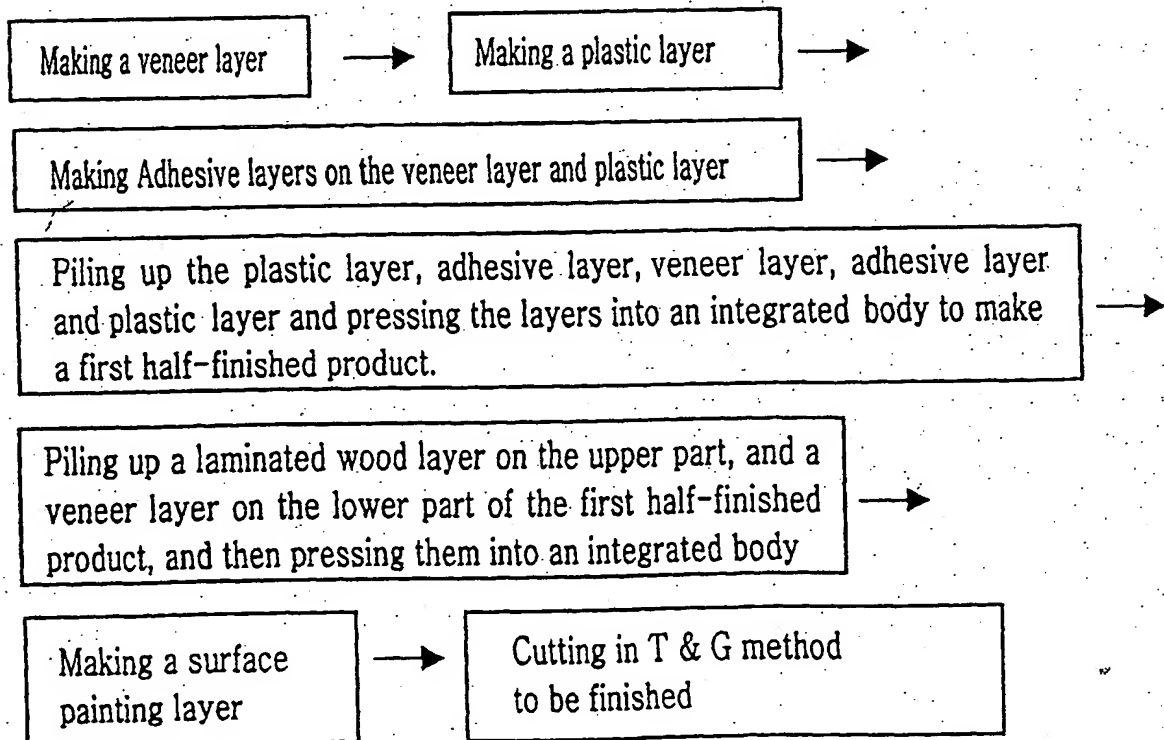 Making a veneer layer
Making a plastic layer
Making Adhesive layers on the veneer layer and plastic layer
Piling up the plastic layer, adhesive layer, veneer layer, adhesive layer
and plastic layer and pressing the layers into an integrated body to make
a first half-finished product.
Piling up a laminated wood layer on the upper part, and a
veneer layer on the lower part of the first half-finished
product, and then pressing them into an integrated body
Making a surface
painting layer
Cutting in T & G method
to be finished